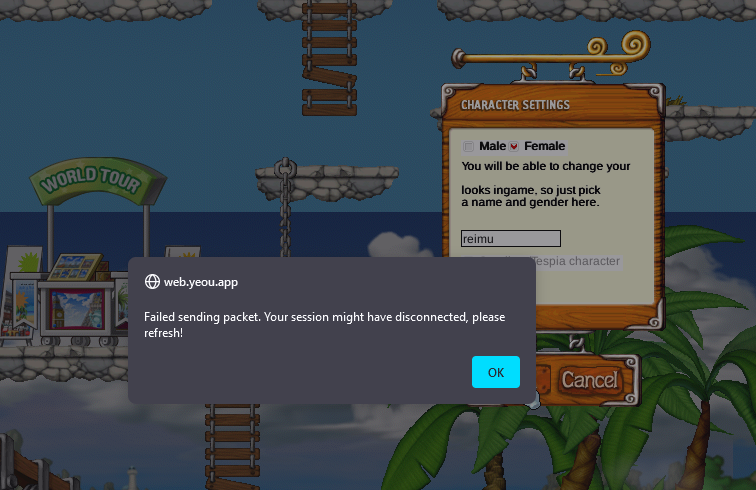 CHARACTER SETTINGS
Male Female
You will be able to change your
looks ingame, so just pick
a name and gender here.
WORLD TOUR
reimu
Tespia character
web.yeou.app
Failed sending packet. Your session might have disconnected, please
refresh!
OK
Cancel